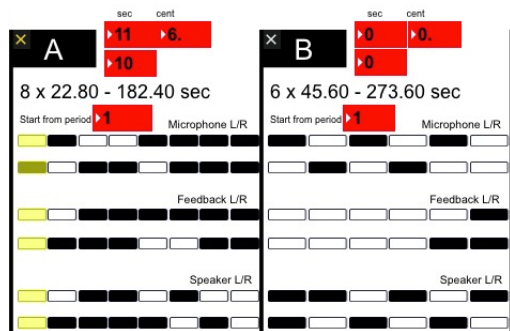 sec cent
× A 11 6.
10
8 x 22.80 - 182.40 sec
Start from period 1
Microphone L/R
Feedback L/R
Speaker L/R
sec cent
× B 0 0.
0
6 x 45.60 - 273.60 sec
Start from period 1
Microphone L/R
Feedback L/R
Speaker L/R